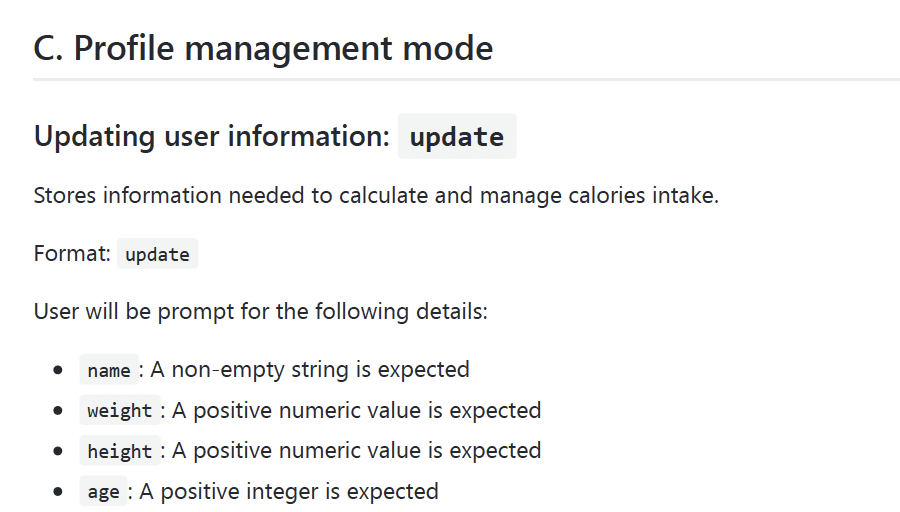 C. Profile management mode
Updating user information: update
Stores information needed to calculate and manage calories intake.
Format: update
User will be prompt for the following details:
• name: A non-empty string is expected
• weight: A positive numeric value is expected
• height: A positive numeric value is expected
• age: A positive integer is expected